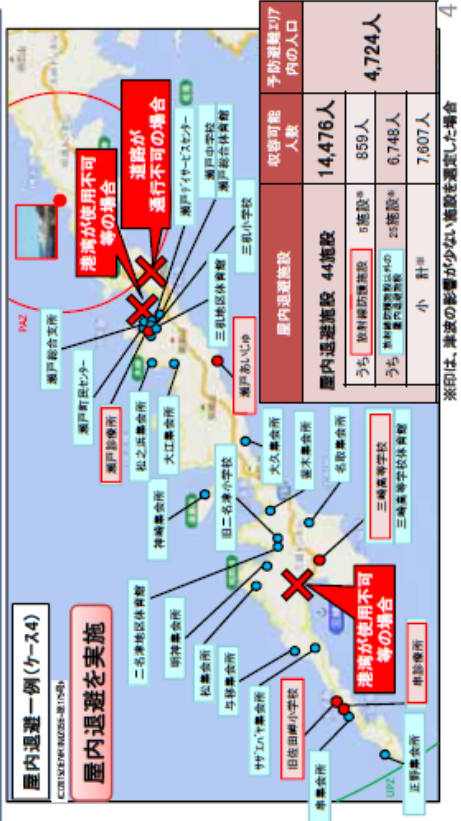 屋内退避一例(ケース4)
屋内退避を実施
PAZ
港湾が使用不可
等の場合
道路が
通行不可の場合
瀬戸総合支所
瀬戸町民センター
瀬戸診療所
松之浜集会所
大江集会所
神崎集会所
旧二名津小学校
二名津地区体育館
明神集会所
松集会所
与侈集会所
サザエバヤ集会所
旧佐田岬小学校
串集会所
瀬戸デイサービスセンター
瀬戸中学校
瀬戸総合体育館
三机小学校
三机地区体育館
瀬戸あいじゅ
大久集会所
釜木集会所
名取集会所
三崎高等学校
三崎高等学校体育館
港湾が使用不可
等の場合
串診療所
正野集会所
UPZ
屋内退避施設
収容可能
人数
予防避難エリア
内の人口
屋内退避施設 44施設
14,476人
4,724人
うち 放射線防護施設 5施設※
859人
うち 放射線防護施設以外の
屋内退避施設 25施設※
6,748人
小 計※
7,607人
※印は、津波の影響が少ない施設を選定した場合
4